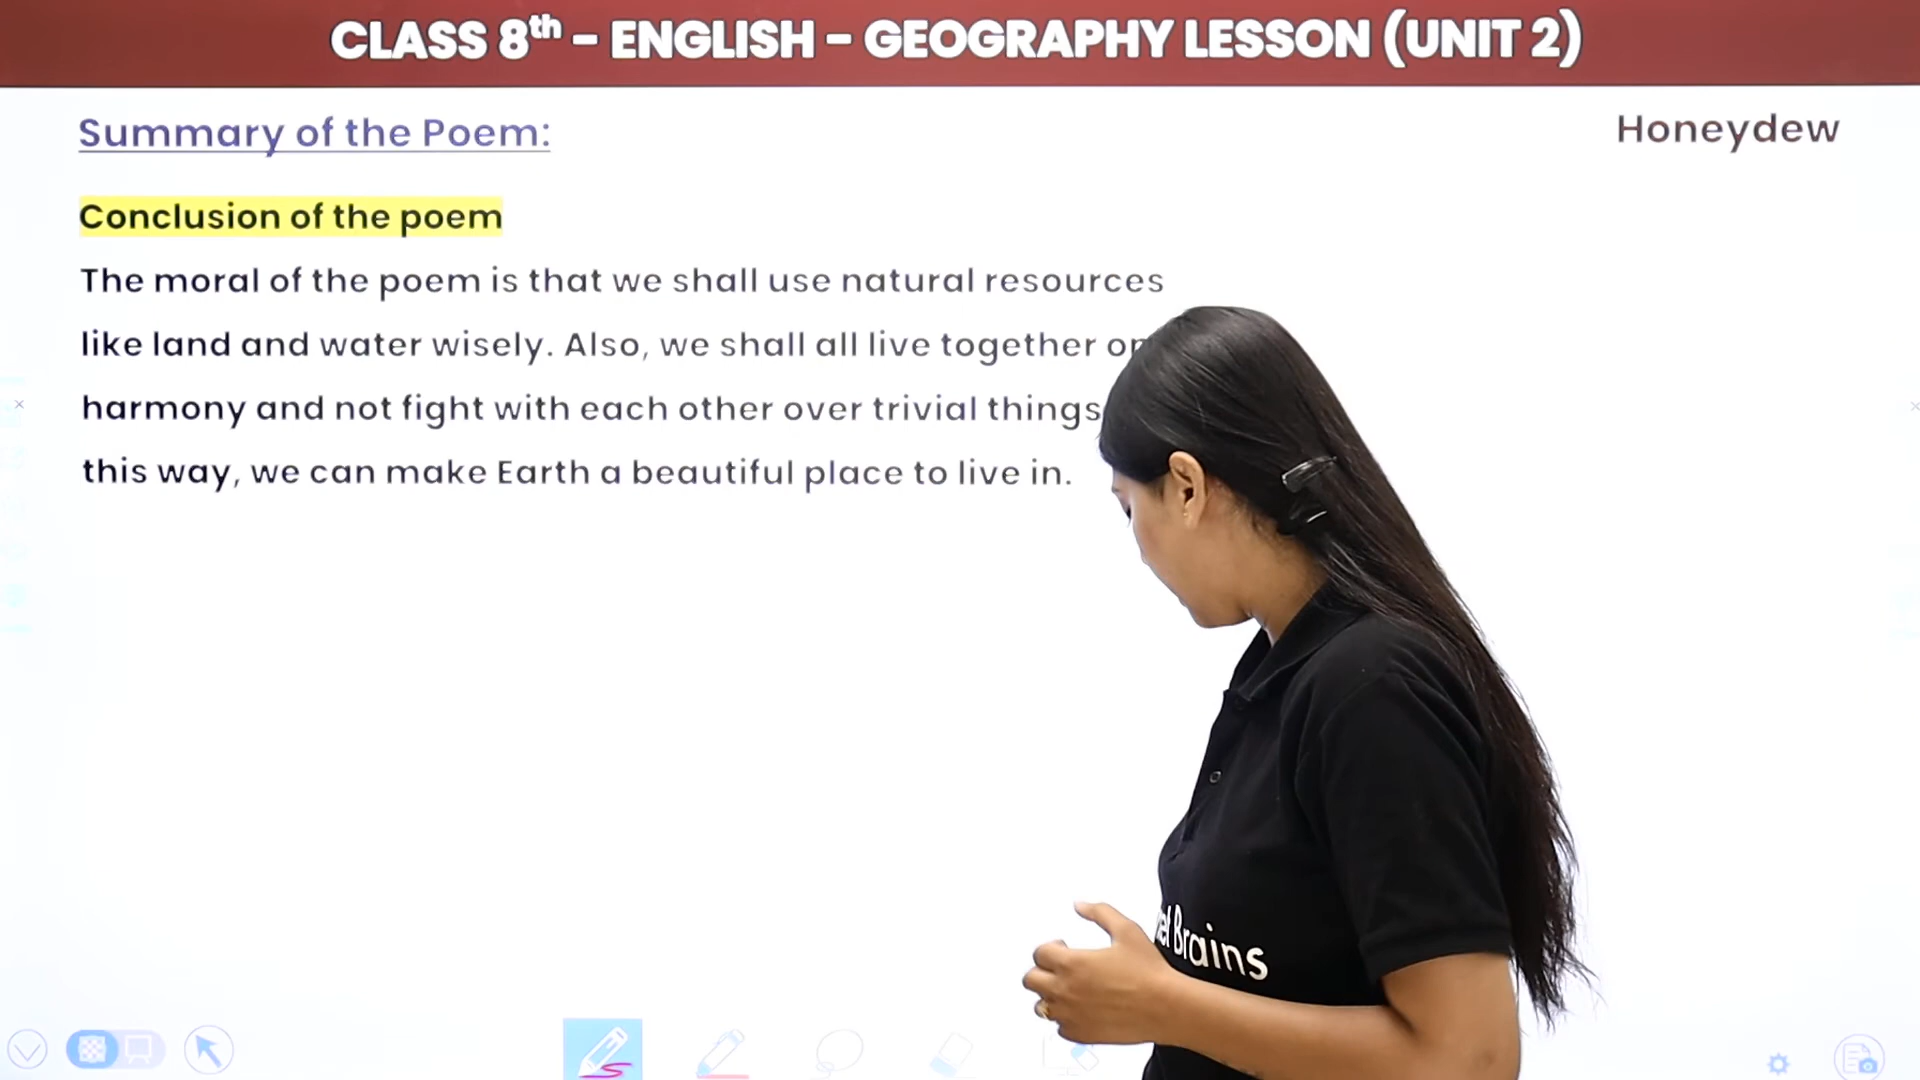 CLASS 8th - ENGLISH - GEOGRAPHY LESSON (UNIT 2)
Summary of the Poem:
Honeydew
Conclusion of the poem
The moral of the poem is that we shall use natural resources
like land and water wisely. Also, we shall all live together
harmony and not fight with each other over trivial things
this way, we can make Earth a beautiful place to live in.
Brains